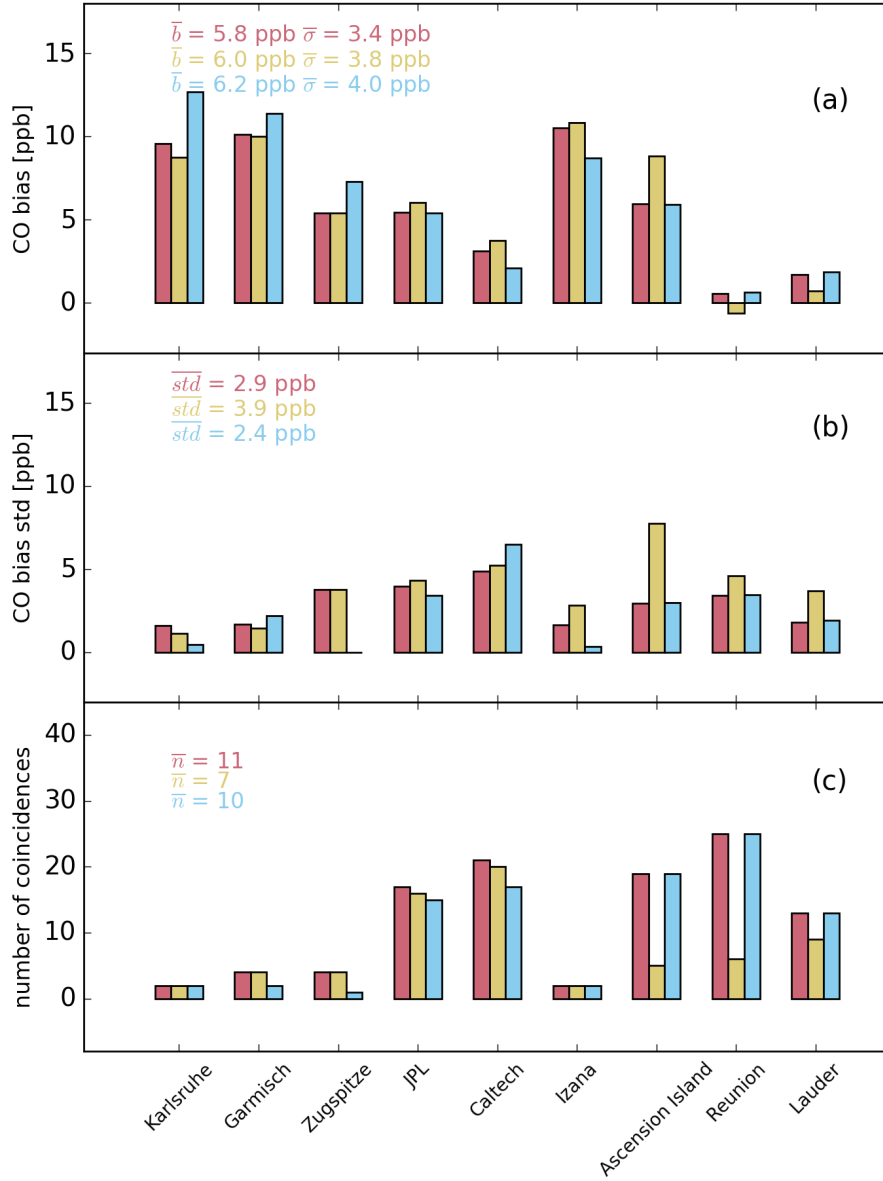 b̅ = 5.8 ppb σ̅ = 3.4 ppb
b̅ = 6.0 ppb σ̅ = 3.8 ppb
b̅ = 6.2 ppb σ̅ = 4.0 ppb
(a)
CO bias [ppb]
15
10
5
0
s̅t̅d̅ = 2.9 ppb
s̅t̅d̅ = 3.9 ppb
s̅t̅d̅ = 2.4 ppb
(b)
CO bias std [ppb]
15
10
5
0
n̅ = 11
n̅ = 7
n̅ = 10
(c)
number of coincidences
40
30
20
10
0
Karlsruhe
Garmisch
Zugspitze
JPL
Caltech
Izana
Ascension Island
Reunion
Lauder